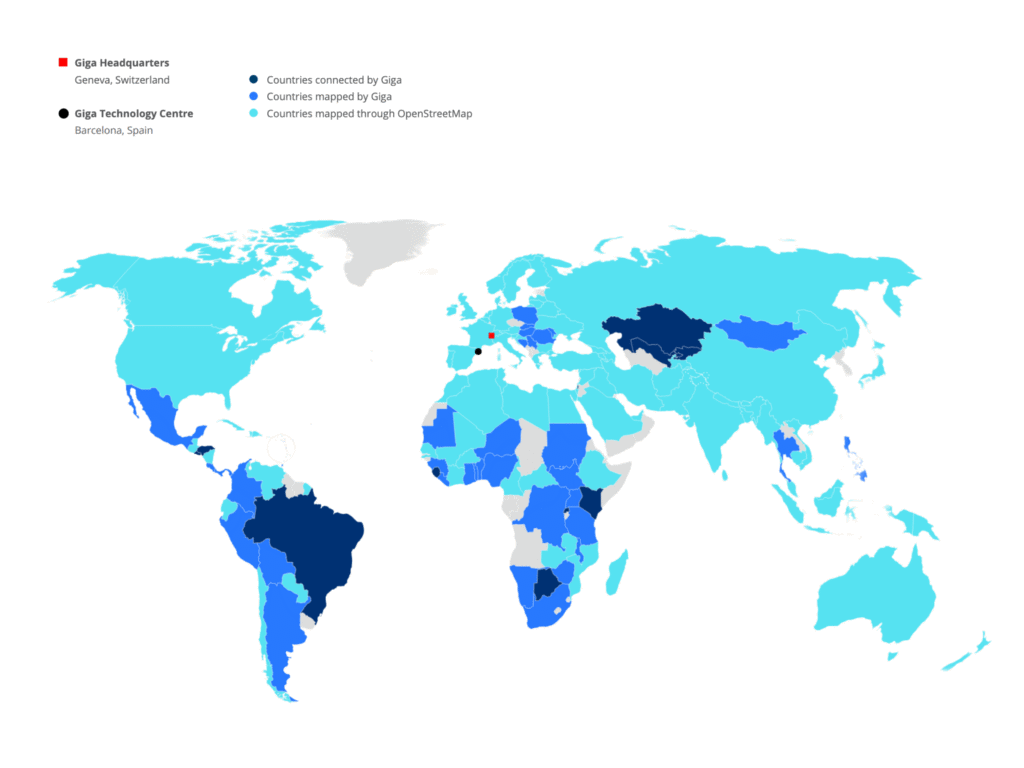 Giga Headquarters
Geneva, Switzerland
Giga Technology Centre
Barcelona, Spain
Countries connected by Giga
Countries mapped by Giga
Countries mapped through OpenStreetMap